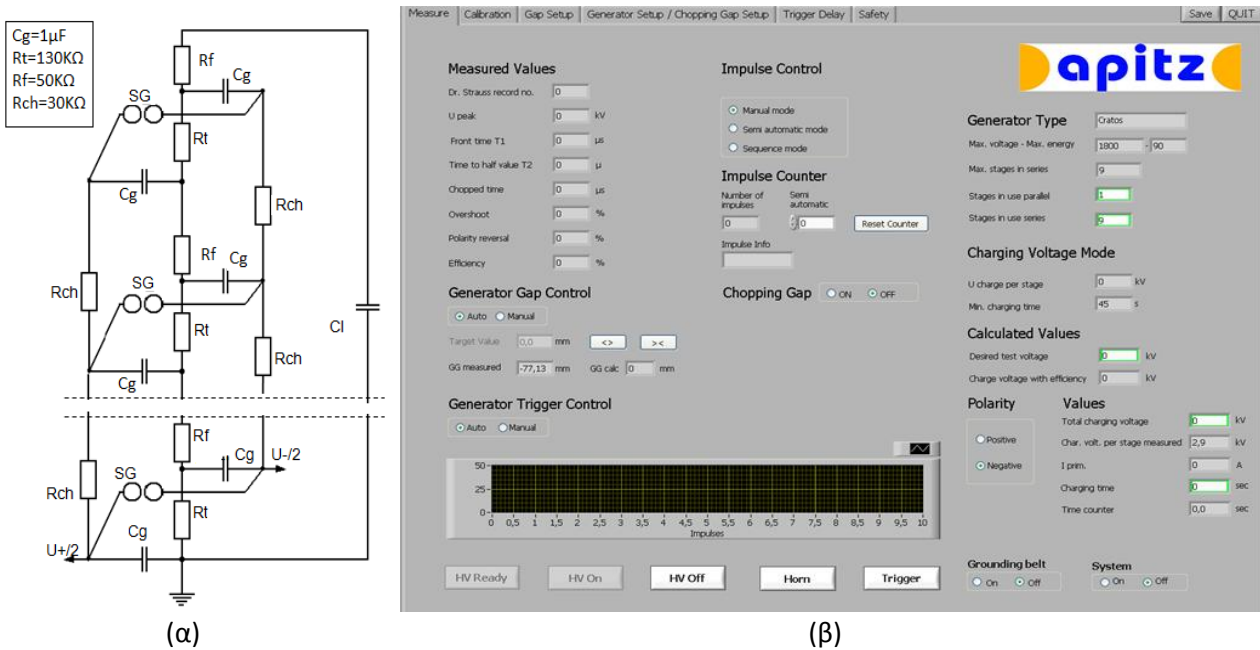 Cg=1μF
Rt=130KΩ
Rf=50KΩ
Rch=30KΩ
Rf
Cg
SG
Rt
Cg
Rch
Rf
Cg
Rch
SG
Rt
Cl
Rch
Cg
Rf
Cg
U-/2
SG
Rch
Rt
Cg
U+/2
(α)
Measure Calibration Gap Setup Generator Setup / Chopping Gap Setup Trigger Delay Safety Save QUIT
Measured Values
Dr. Strauss record no. 0
U peak 0 kV
Front time T1 0 μs
Time to half value T2 0 μ
Chopped time 0 μs
Overshoot 0 %
Polarity reversal 0 %
Efficiency 0 %
Generator Gap Control
Auto Manual
Target Value 0,0 mm <> ><
GG measured -77,13 mm GG calc 0 mm
Generator Trigger Control
Auto Manual
50
25
0
0 0,5 1 1,5 2 2,5 3 3,5 4 4,5 5 5,5 6 6,5 7 7,5 8 8,5 9 9,5 10
Impulses
HV Ready HV On HV Off Horn Trigger
Impulse Control
Manual mode
Semi automatic mode
Sequence mode
Impulse Counter
Number of impulses
Semi automatic
0 0 Reset Counter
Impulse Info
Chopping Gap ON OFF
apitz
Generator Type Cratos
Max. voltage - Max. energy 1800 - 90
Max. stages in series 9
Stages in use parallel 1
Stages in use series 9
Charging Voltage Mode
U charge per stage 0 kV
Min. charging time 45 s
Calculated Values
Desired test voltage 0 kV
Charge voltage with efficiency 0 kV
Polarity
Positive
Negative
Values
Total charging voltage 0 kV
Char. volt. per stage measured 2,9 kV
I prim. 0 A
Charging time 0 sec
Time counter 0,0 sec
Grounding belt
On Off
System
On Off
(β)